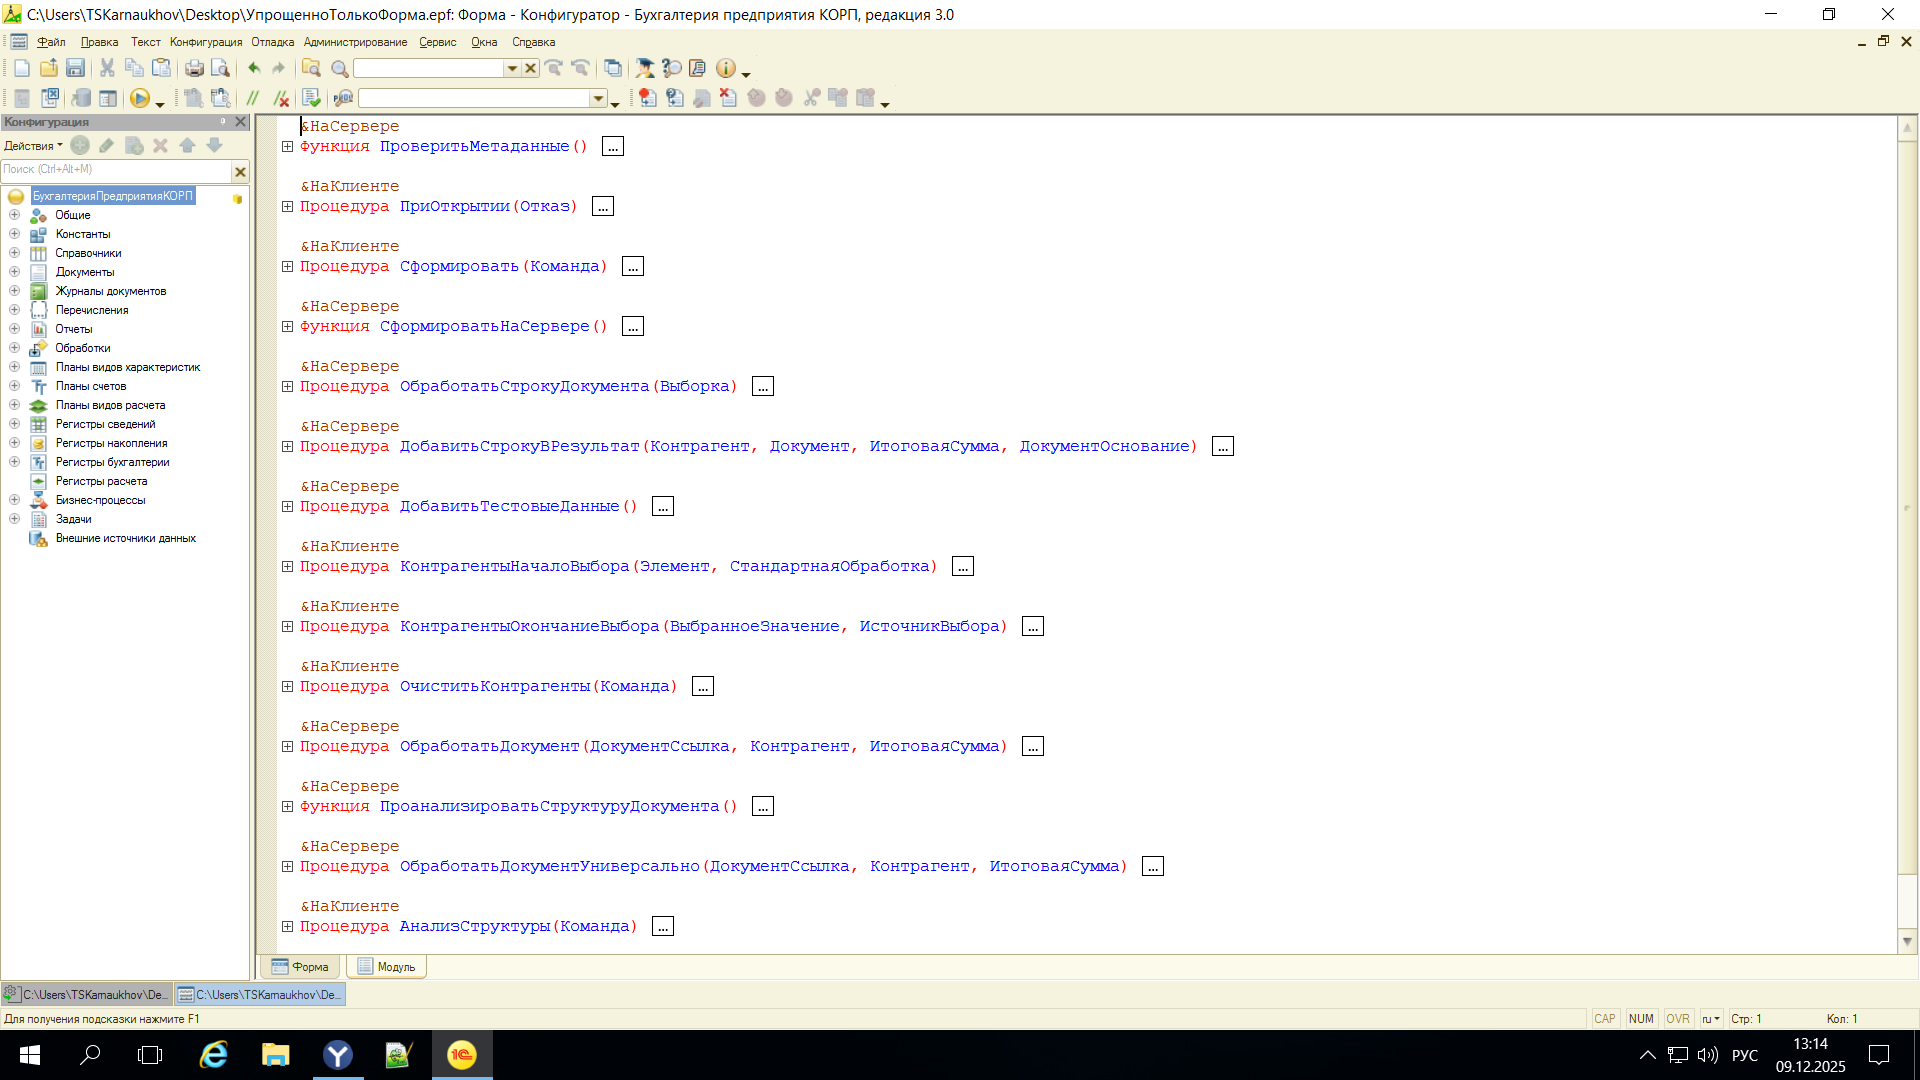 C:\Users\TSKarnaukhov\Desktop\УпрощенноТолькоФорма.epf: Форма - Конфигуратор - Бухгалтерия предприятия КОРП, редакция 3.0
Файл Правка Текст Конфигурация Отладка Администрирование Сервис Окна Справка
Конфигурация
Действия
Поиск (Ctrl+Alt+M)
БухгалтерияПредприятияКОРП
Общие
Константы
Справочники
Документы
Журналы документов
Перечисления
Отчеты
Обработки
Планы видов характеристик
Планы счетов
Планы видов расчета
Регистры сведений
Регистры накопления
Регистры бухгалтерии
Регистры расчета
Бизнес-процессы
Задачи
Внешние источники данных
&НаСервере
Функция ПроверитьМетаданные() ...
&НаКлиенте
Процедура ПриОткрытии(Отказ) ...
&НаКлиенте
Процедура Сформировать(Команда) ...
&НаСервере
Функция СформироватьНаСервере() ...
&НаСервере
Процедура ОбработатьСтрокуДокумента(Выборка) ...
&НаСервере
Процедура ДобавитьСтрокуВРезультат(Контрагент, Документ, ИтоговаяСумма, ДокументОснование) ...
&НаСервере
Процедура ДобавитьТестовыеДанные() ...
&НаКлиенте
Процедура КонтрагентыНачалоВыбора(Элемент, СтандартнаяОбработка) ...
&НаКлиенте
Процедура КонтрагентыОкончаниеВыбора(ВыбранноеЗначение, ИсточникВыбора) ...
&НаКлиенте
Процедура ОчиститьКонтрагенты(Команда) ...
&НаСервере
Процедура ОбработатьДокумент(ДокументСсылка, Контрагент, ИтоговаяСумма) ...
&НаСервере
Функция ПроанализироватьСтруктуруДокумента() ...
&НаСервере
Процедура ОбработатьДокументУниверсально(ДокументСсылка, Контрагент, ИтоговаяСумма) ...
&НаКлиенте
Процедура АнализСтруктуры(Команда) ...
Форма Модуль
C:\Users\TSKarnaukhov\De... C:\Users\TSKarnaukhov\De...
Для получения подсказки нажмите F1 CAP NUM OVR ru Стр: 1 Кол: 1
РУС 13:14
09.12.2025